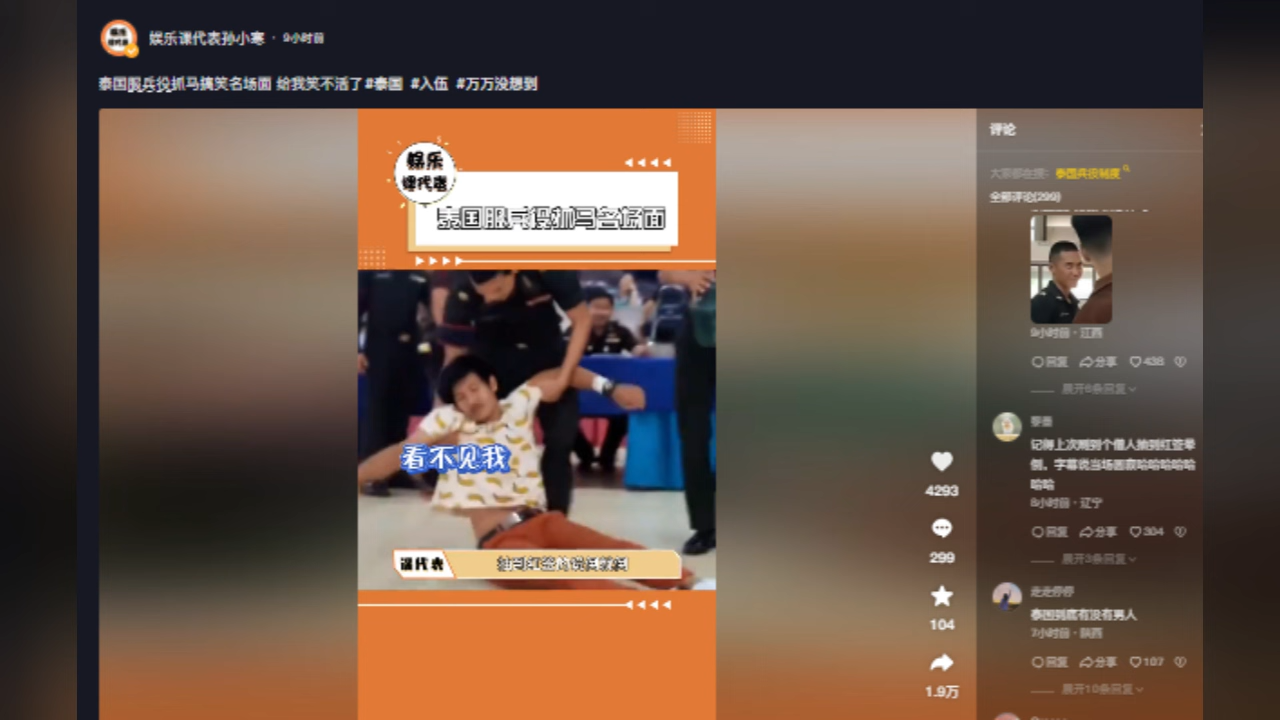 娱乐课代表孙小寒 · 9小时前
泰国服兵役抓马搞笑名场面 给我笑不活了#泰国 #入伍 #万万没想到
娱乐
课代表
泰国服兵役抓马名场面
看不见我
课代表
4293
299
104
1.9万
评论
大家都在搜: 泰国兵役制度
全部评论(299)
9小时前 · 江西
回复 分享 438
展开6条回复
记得上次刷到个僧人抽到红签晕
倒，字幕说当场圆寂哈哈哈哈哈
哈哈
8小时前 · 辽宁
回复 分享 304
展开3条回复
走走停停
泰国到底有没有男人
7小时前 · 陕西
回复 分享 107
展开10条回复